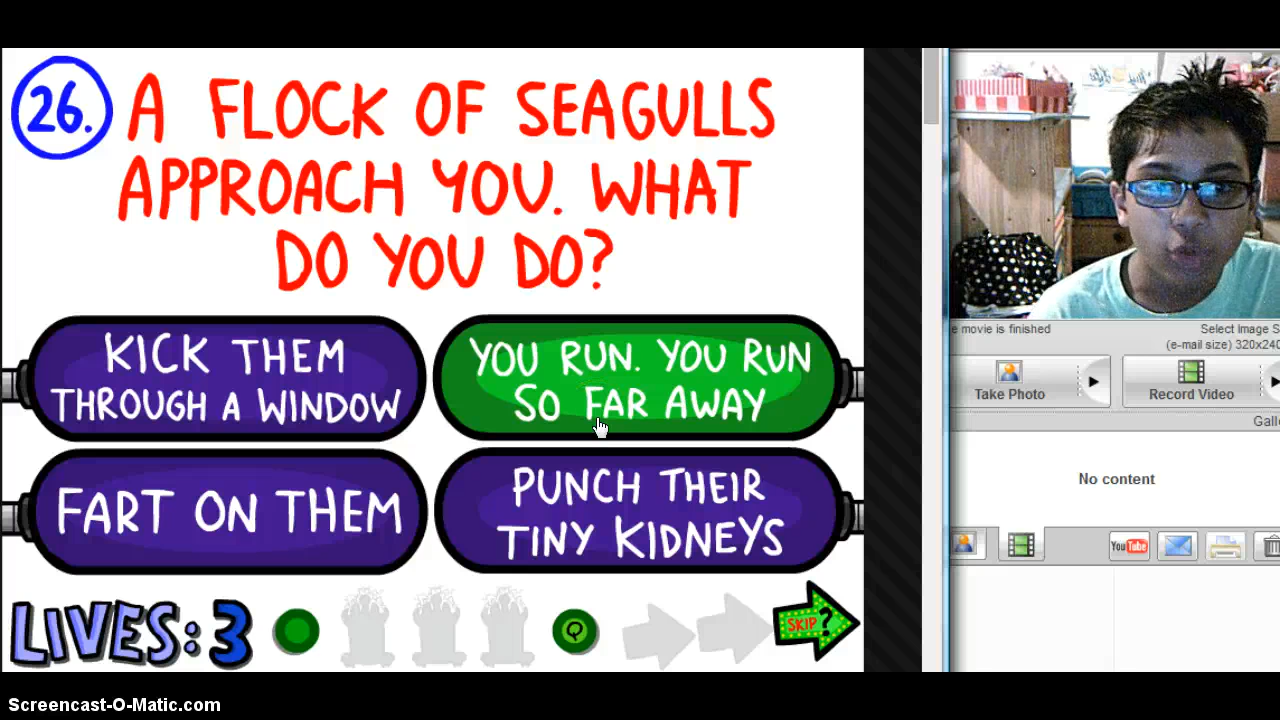 26. A FLOCK OF SEAGULLS
APPROACH YOU. WHAT
DO YOU DO?
KICK THEM
THROUGH A WINDOW
YOU RUN. YOU RUN
SO FAR AWAY
FART ON THEM
PUNCH THEIR
TINY KIDNEYS
LIVES: 3
Q
SKIP?
e movie is finished
Select Image S
(e-mail size) 320x240
Take Photo
Record Video
Galle
No content
YouTube
Screencast-O-Matic.com